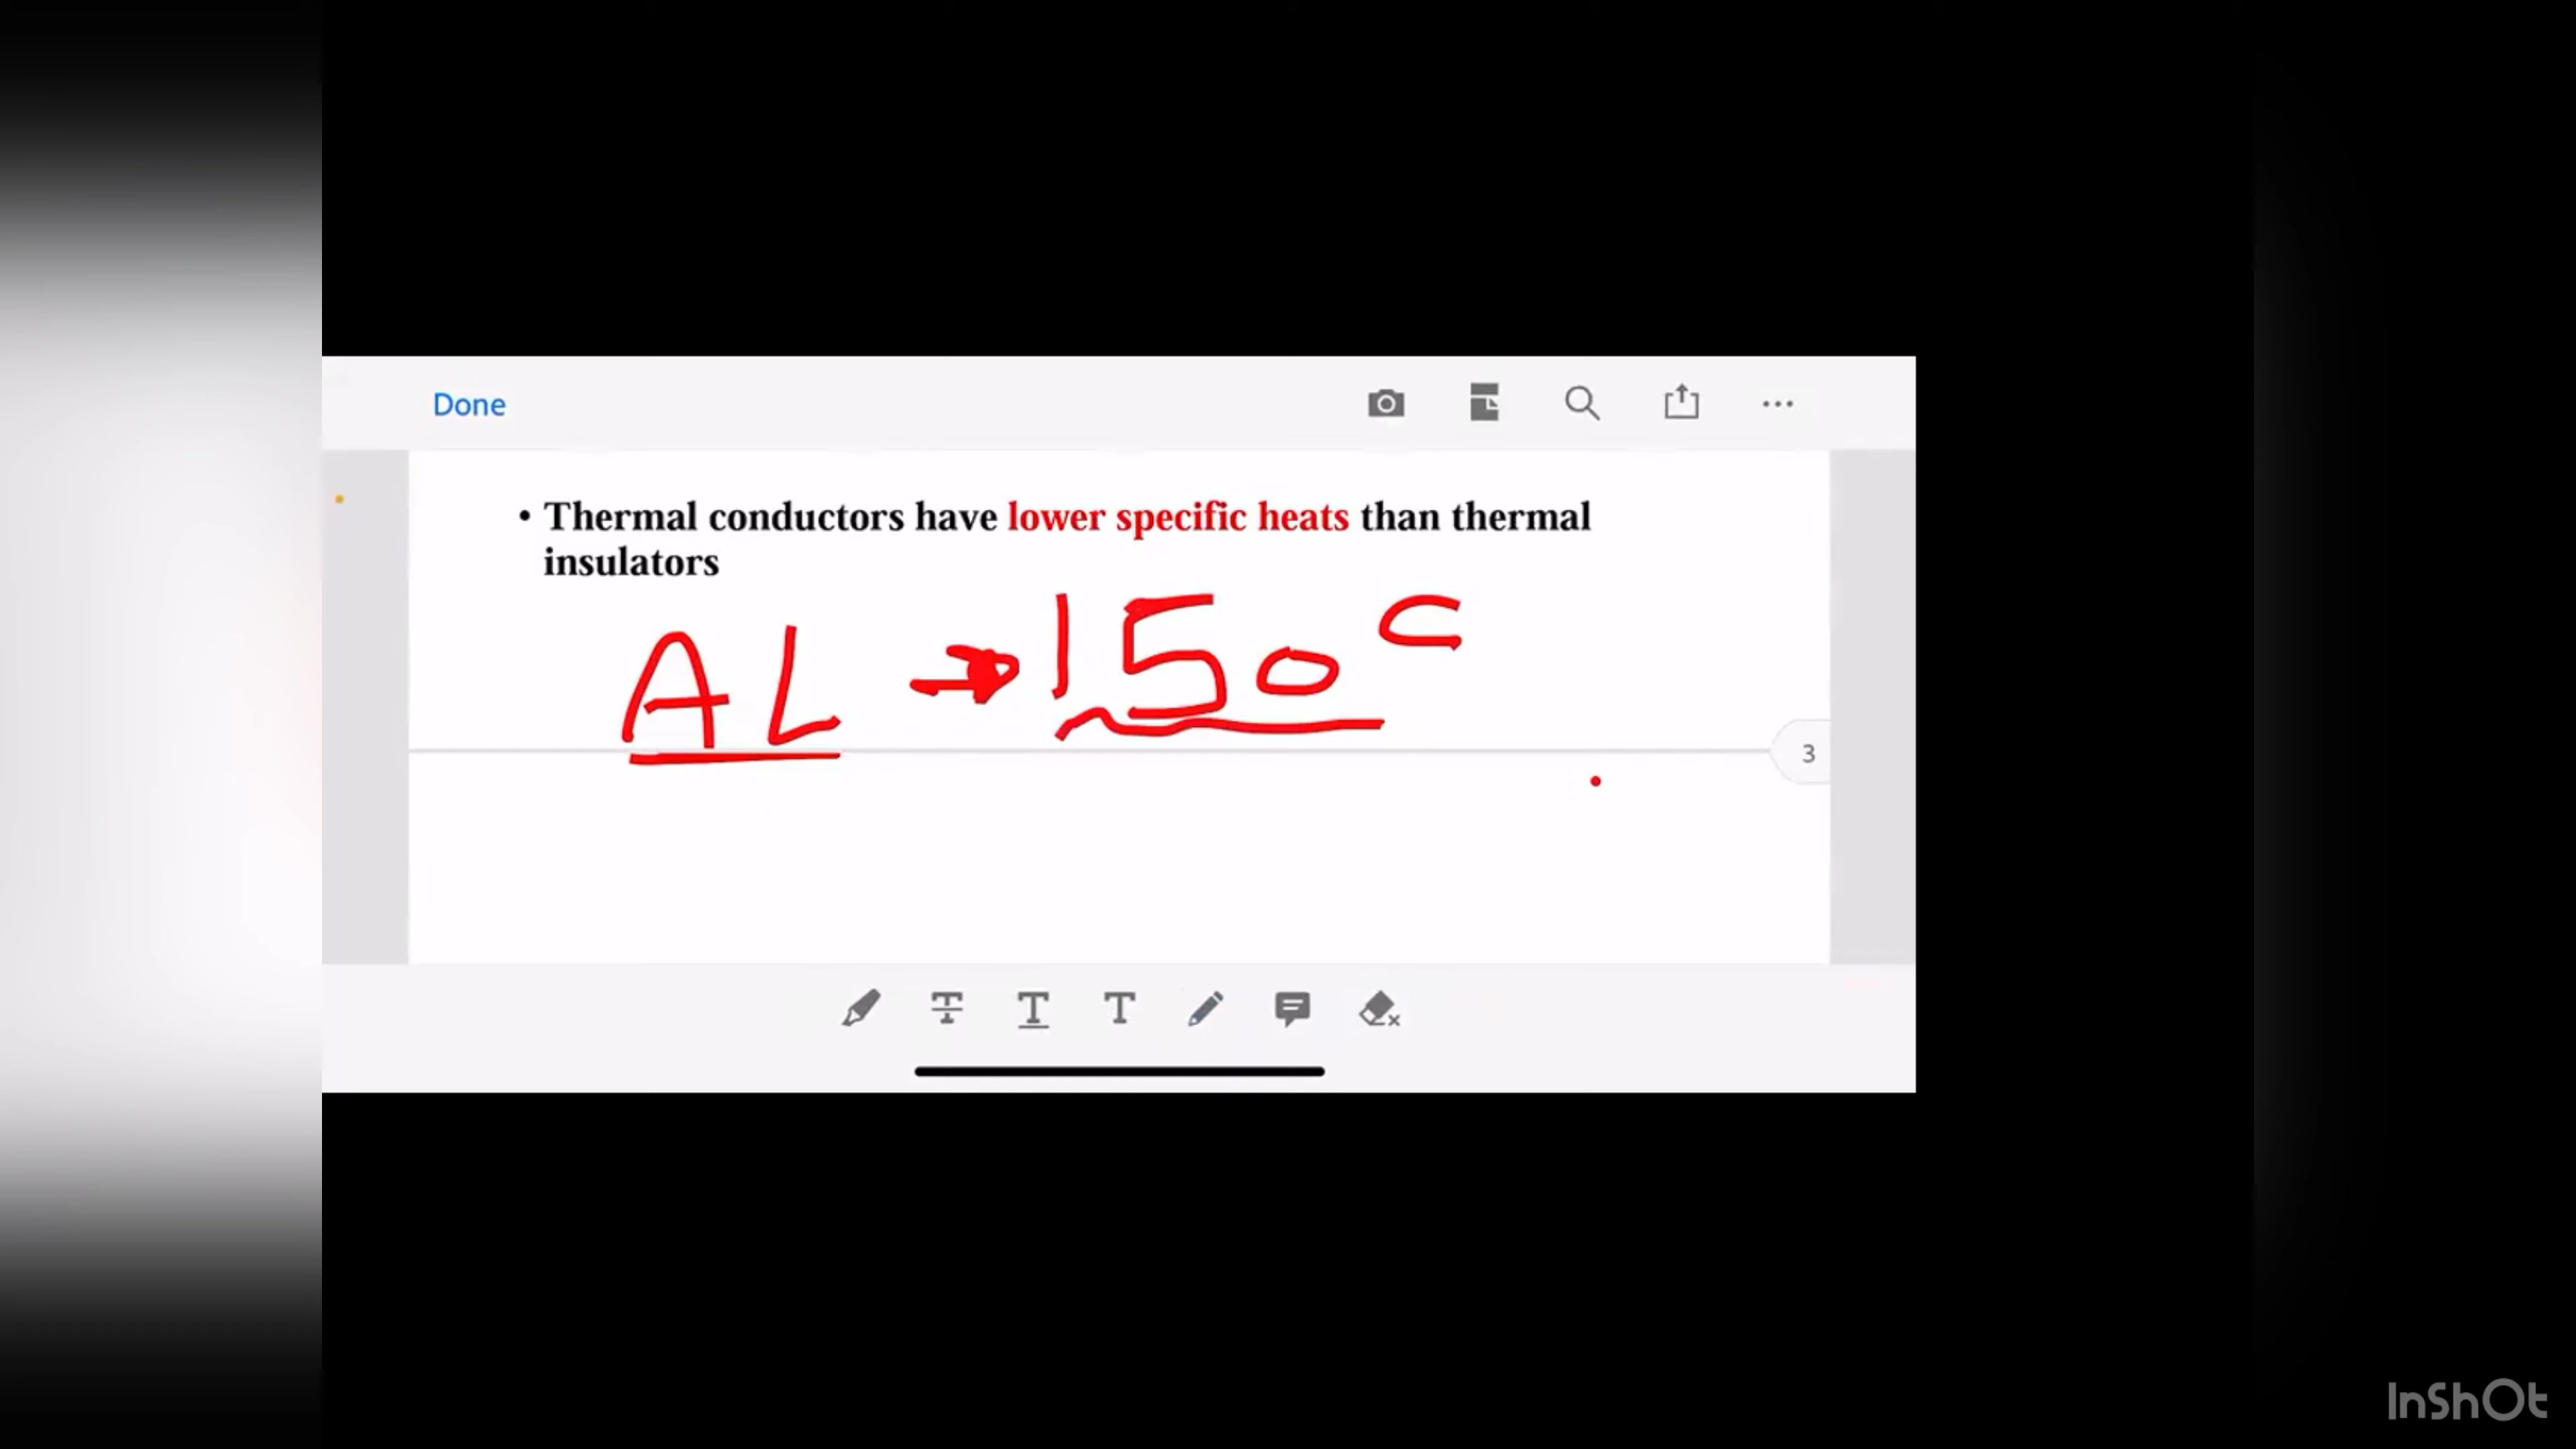 Done
• Thermal conductors have lower specific heats than thermal
insulators
AL → 150 c
3
InShOt